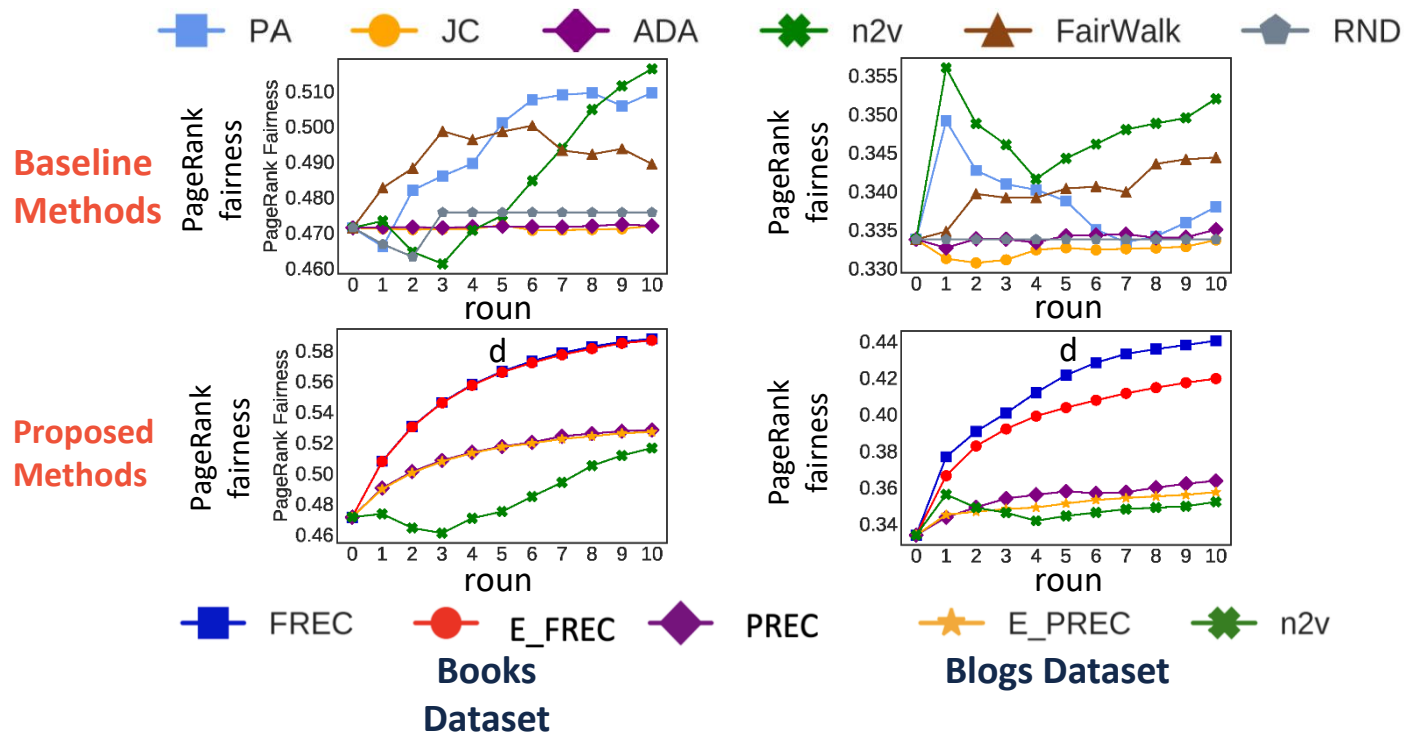 PA JC ADA n2v FairWalk RND
Baseline
Methods
PageRank
fairness
PageRank Fairness
0.510
0.500
0.490
0.480
0.470
0.460
0 1 2 3 4 5 6 7 8 9 10
roun
d
PageRank
fairness
0.355
0.350
0.345
0.340
0.335
0.330
0 1 2 3 4 5 6 7 8 9 10
roun
d
Proposed
Methods
PageRank
fairness
PageRank Fairness
0.58
0.56
0.54
0.52
0.50
0.48
0.46
0 1 2 3 4 5 6 7 8 9 10
roun
PageRank
fairness
0.44
0.42
0.40
0.38
0.36
0.34
0 1 2 3 4 5 6 7 8 9 10
roun
FREC E_FREC PREC E_PREC n2v
Books
Dataset
Blogs Dataset